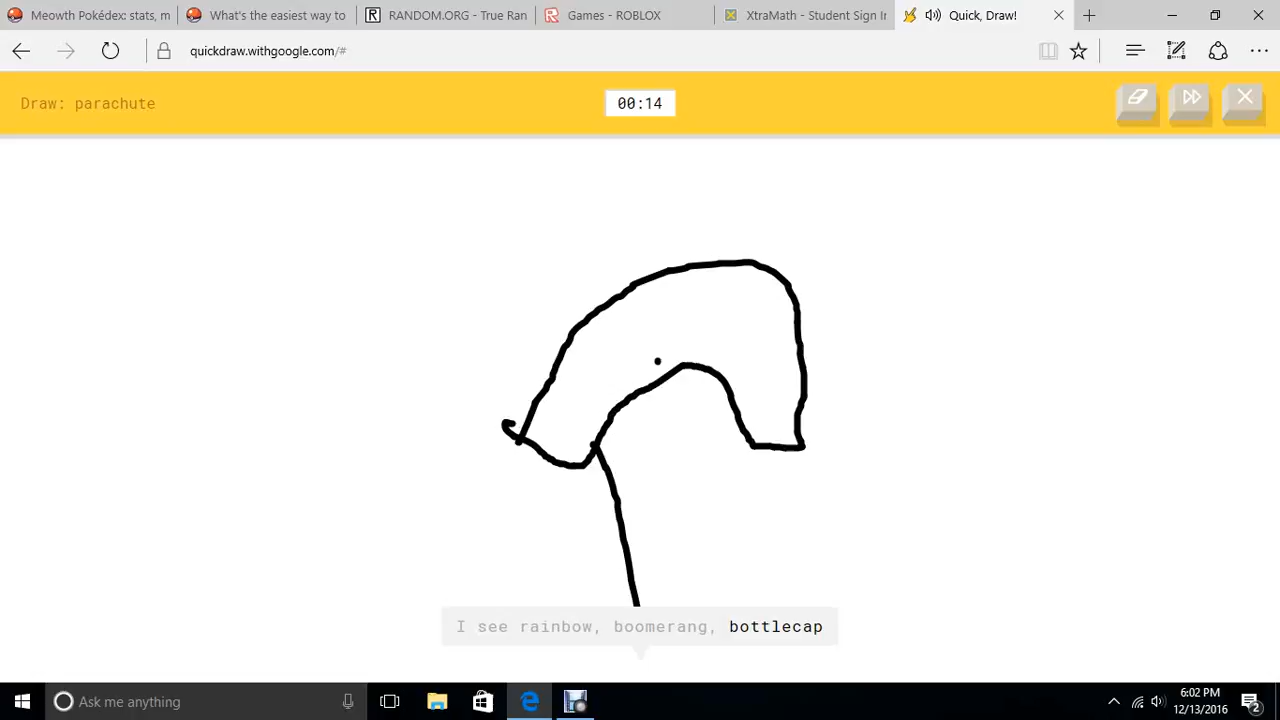 Meowth Pokédex: stats, m
What's the easiest way to
RANDOM.ORG - True Ran
Games - ROBLOX
XtraMath - Student Sign In
Quick, Draw!
quickdraw.withgoogle.com/#
Draw: parachute
00:14
I see rainbow, boomerang, bottlecap
Ask me anything
6:02 PM
12/13/2016
2